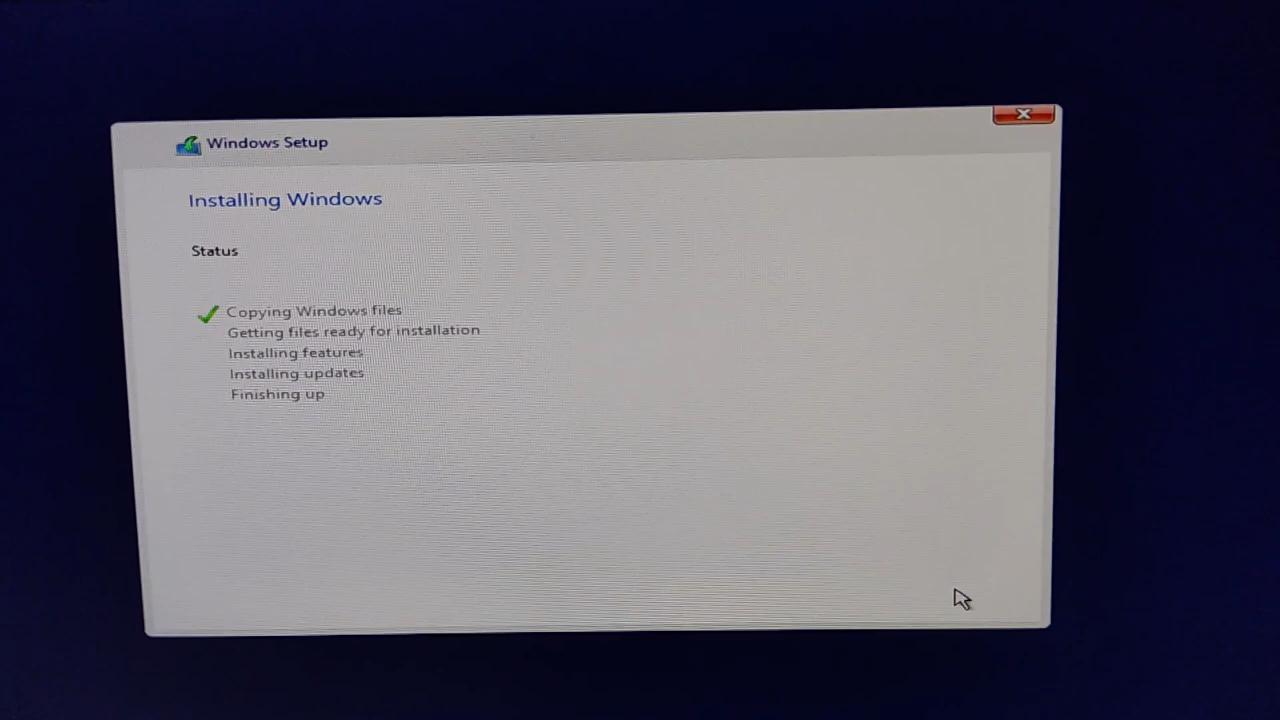 Windows Setup
Installing Windows
Status
Copying Windows files
Getting files ready for installation
Installing features
Installing updates
Finishing up